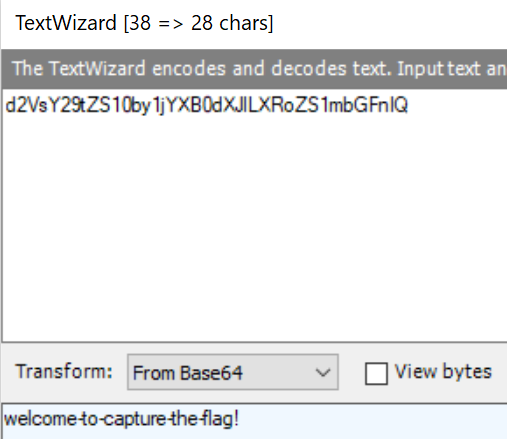 TextWizard [38 => 28 chars]
The TextWizard encodes and decodes text. Input text an
d2VsY29tZS10by1jYXB0dXJlLXRoZS1mbGFnIQ
Transform: From Base64 View bytes
welcome-to-capture-the-flag!